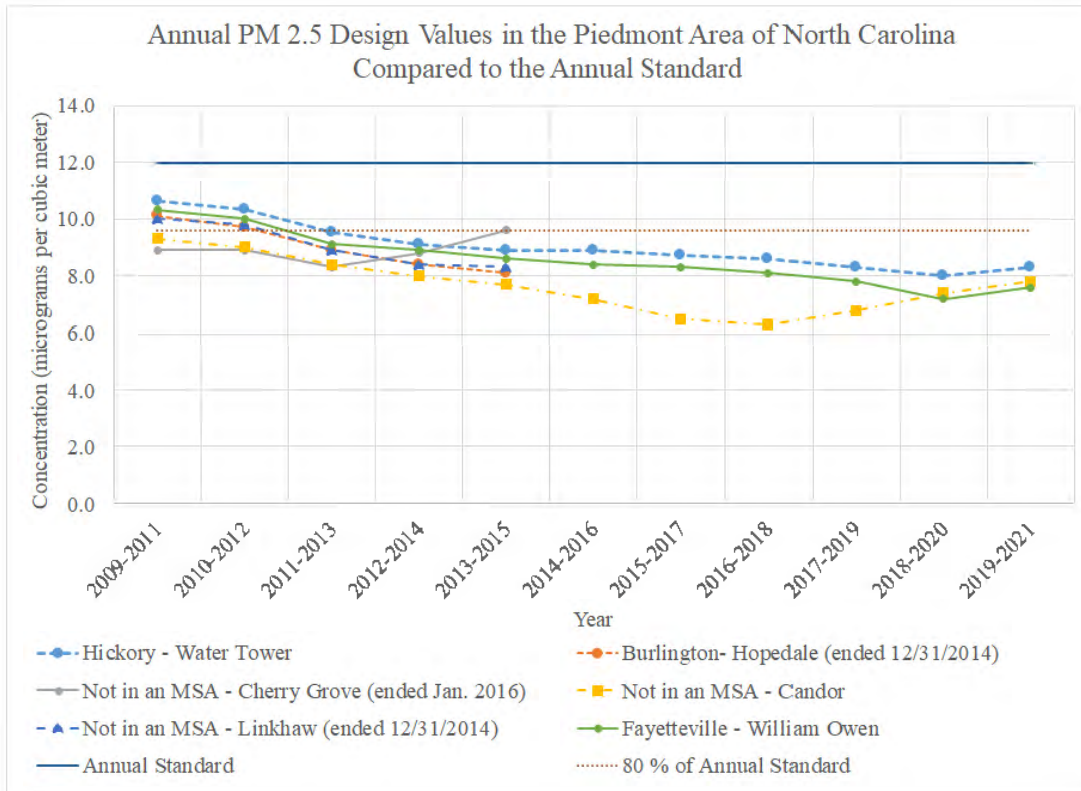 Annual PM 2.5 Design Values in the Piedmont Area of North Carolina
Compared to the Annual Standard
Concentration (micrograms per cubic meter)
14.0
12.0
10.0
8.0
6.0
4.0
2.0
0.0
2009-2011
2010-2012
2011-2013
2012-2014
2013-2015
2014-2016
2015-2017
2016-2018
2017-2019
2018-2020
2019-2021
Year
Hickory - Water Tower
Burlington- Hopedale (ended 12/31/2014)
Not in an MSA - Cherry Grove (ended Jan. 2016)
Not in an MSA - Candor
Not in an MSA - Linkhaw (ended 12/31/2014)
Fayetteville - William Owen
Annual Standard
80 % of Annual Standard